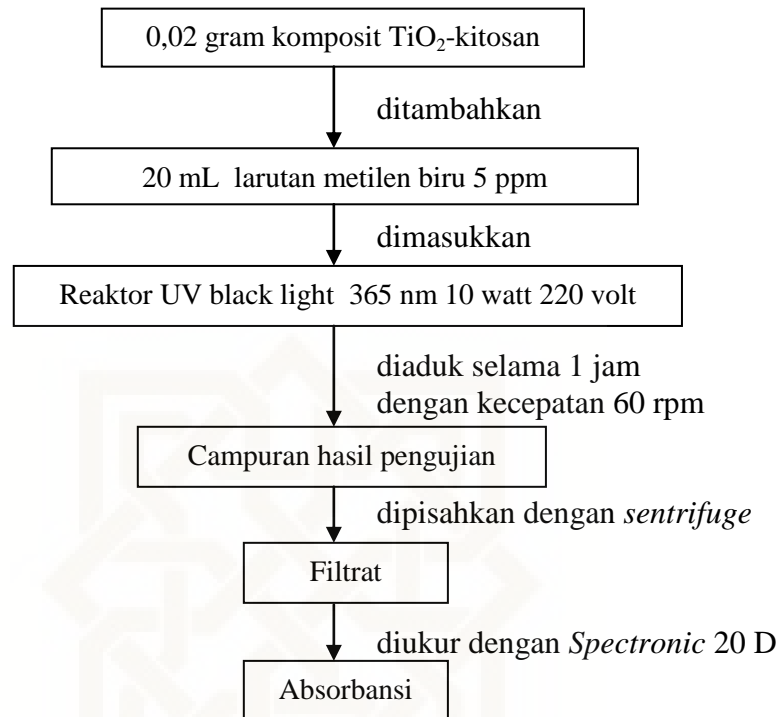 0,02 gram komposit TiO₂-kitosan
ditambahkan
20 mL larutan metilen biru 5 ppm
dimasukkan
Reaktor UV black light 365 nm 10 watt 220 volt
diaduk selama 1 jam
dengan kecepatan 60 rpm
Campuran hasil pengujian
dipisahkan dengan sentrifuge
Filtrat
diukur dengan Spectronic 20 D
Absorbansi